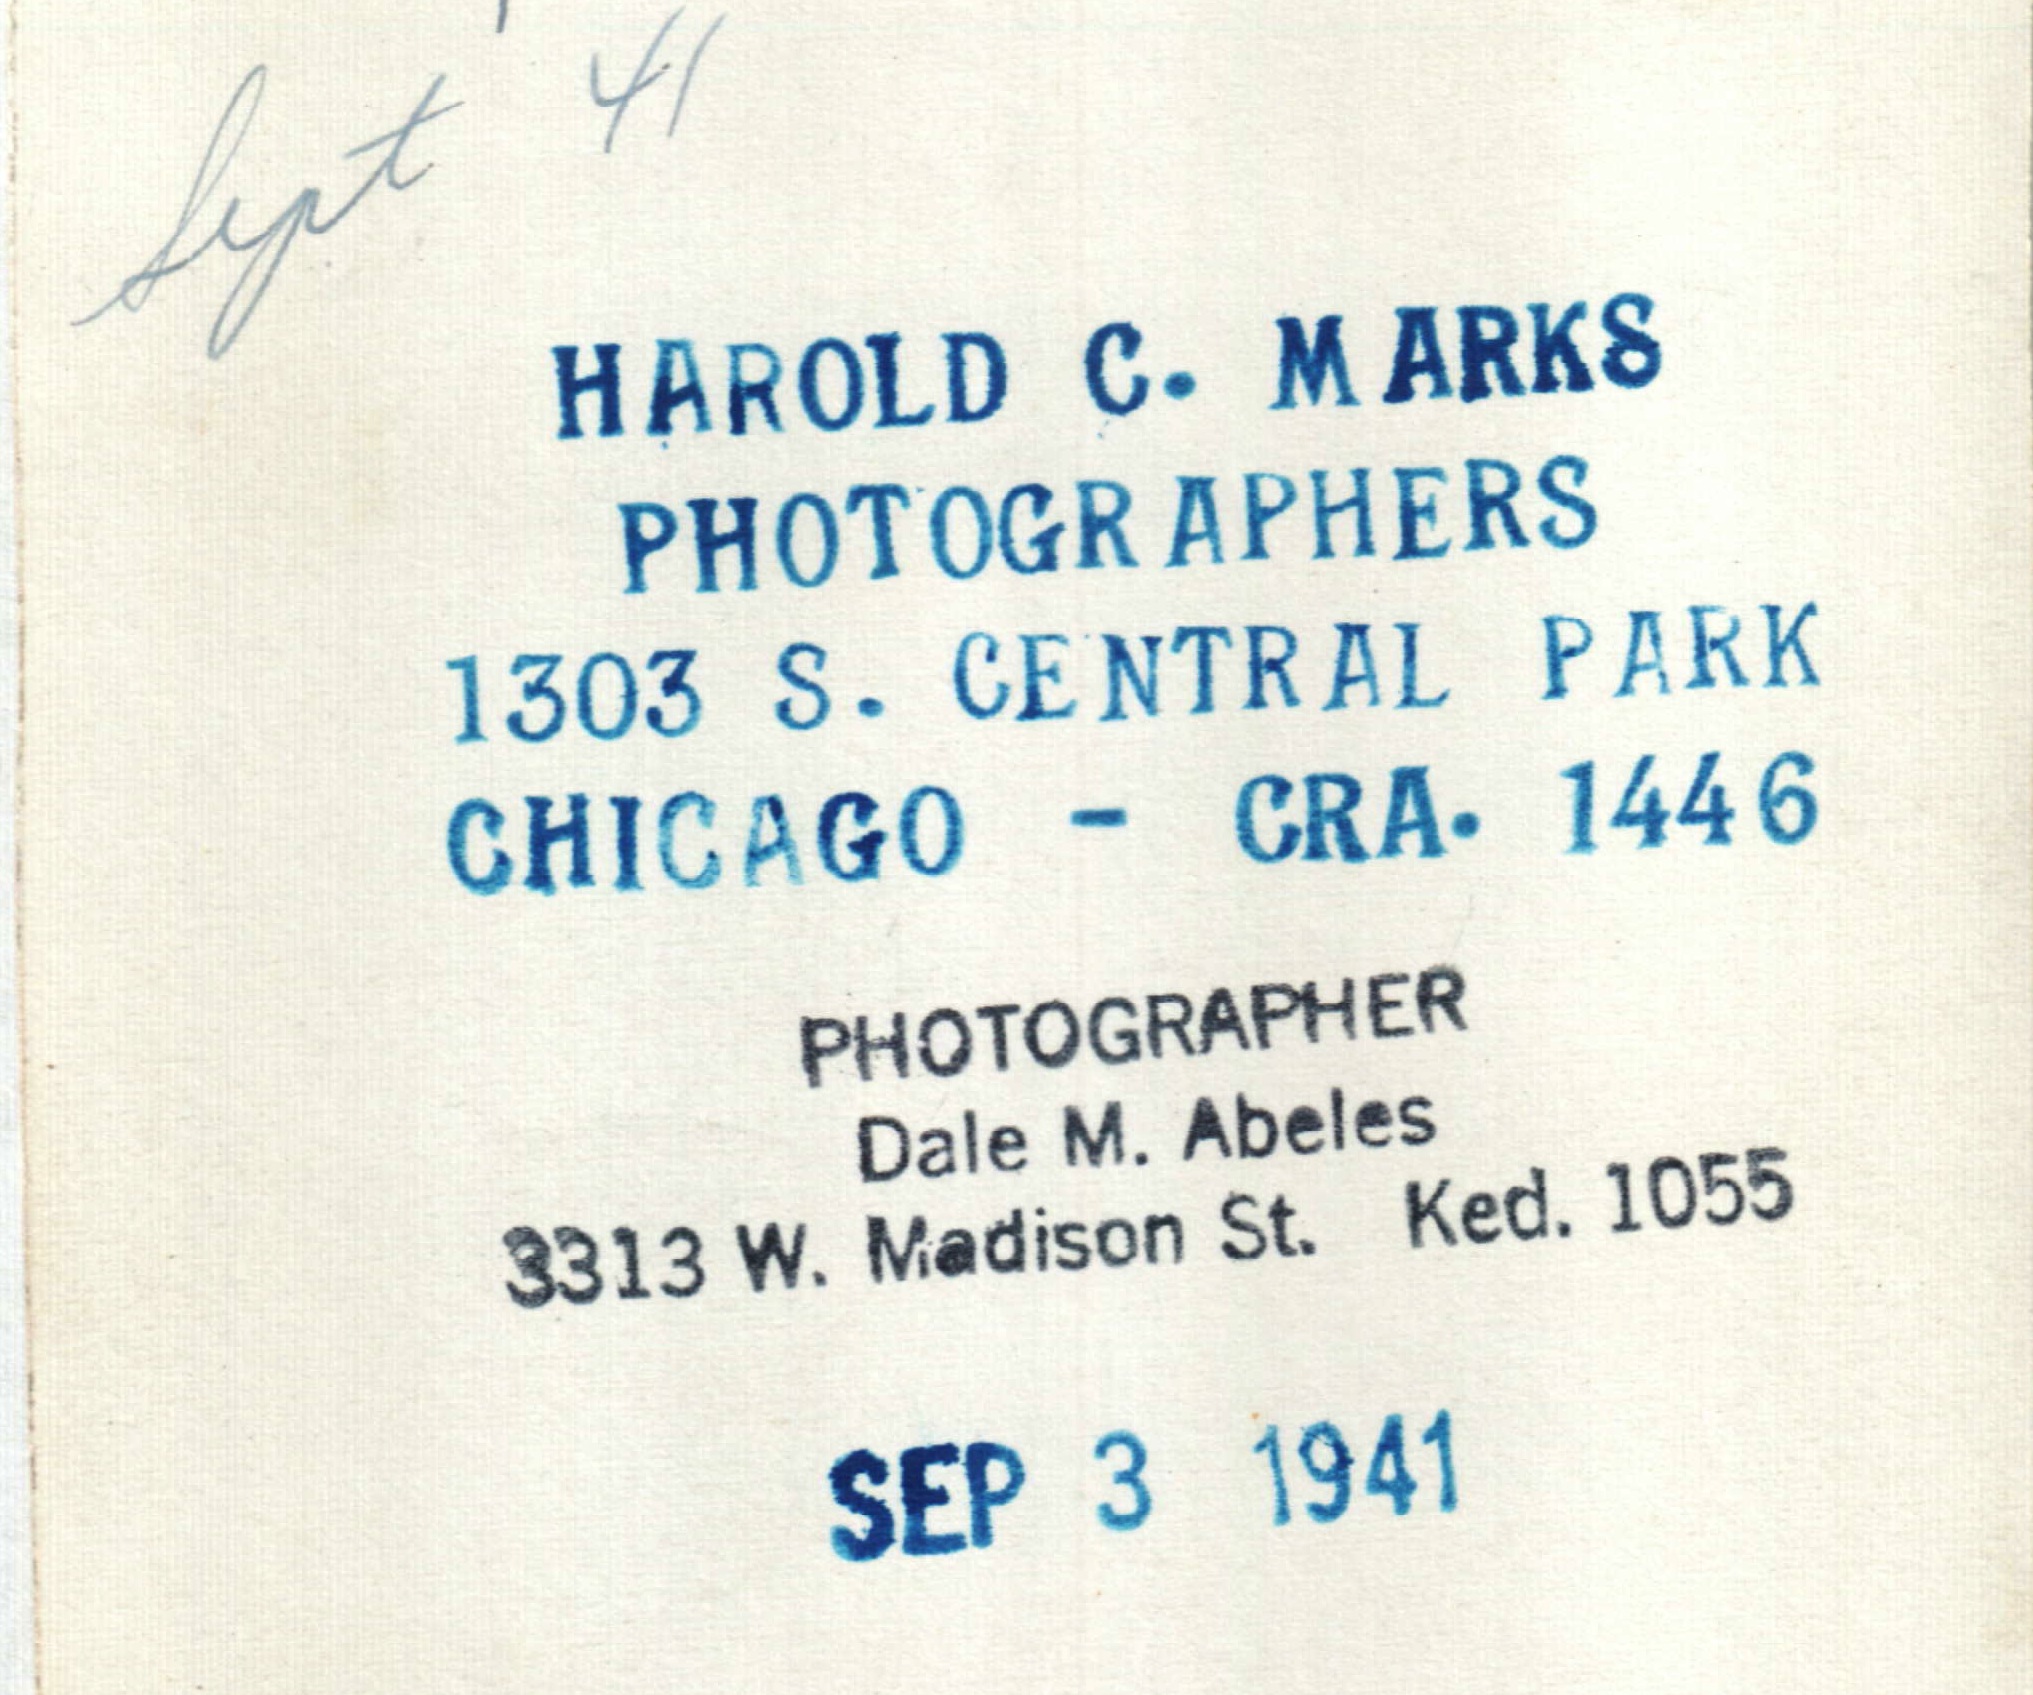 Sept 41
HAROLD C. MARKS
PHOTOGRAPHERS
1303 S. CENTRAL PARK
CHICAGO - CRA. 1446
PHOTOGRAPHER
Dale M. Abeles
3313 W. Madison St. Ked. 1055
SEP 3 1941